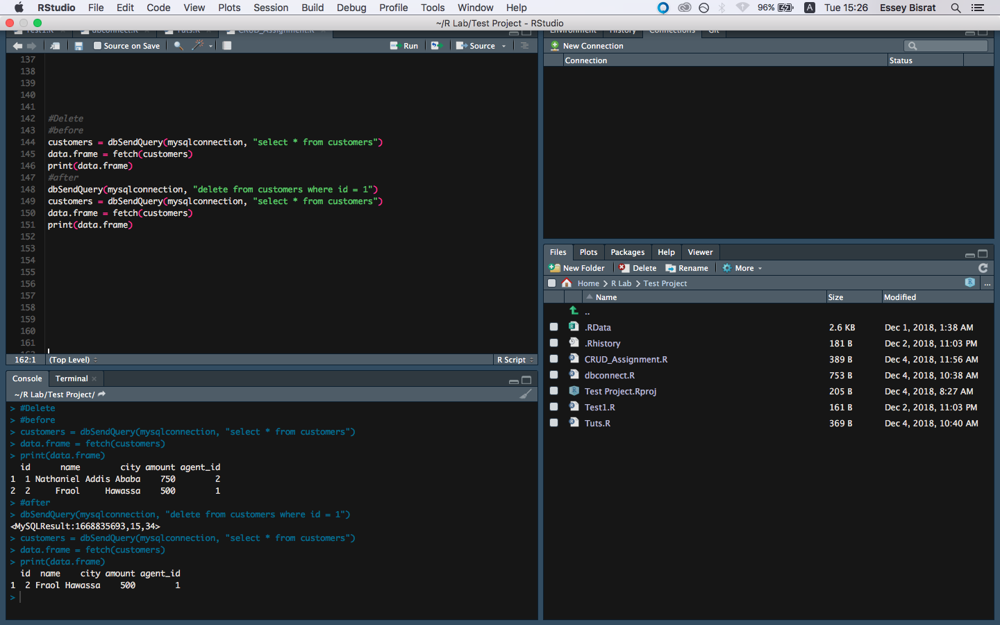 RStudio File Edit Code View Plots Session Build Debug Profile Tools Window Help 96% A Tue 15:26 Essey Bisrat
~/R Lab/Test Project - RStudio
Test1.R dbconnect.R Tuts.R CRUD_Assignment.R
Source on Save Run Source
137
138
139
140
141
142 #Delete
143 #before
144 customers = dbSendQuery(mysqlconnection, "select * from customers")
145 data.frame = fetch(customers)
146 print(data.frame)
147 #after
148 dbSendQuery(mysqlconnection, "delete from customers where id = 1")
149 customers = dbSendQuery(mysqlconnection, "select * from customers")
150 data.frame = fetch(customers)
151 print(data.frame)
152
153
154
155
156
157
158
159
160
161
162
162:1 (Top Level) R Script
Console Terminal
~/R Lab/Test Project/
> #Delete
> #before
> customers = dbSendQuery(mysqlconnection, "select * from customers")
> data.frame = fetch(customers)
> print(data.frame)
id name city amount agent_id
1 1 Nathaniel Addis Ababa 750 2
2 2 Fraol Hawassa 500 1
> #after
> dbSendQuery(mysqlconnection, "delete from customers where id = 1")
<MySQLResult:1668835693,15,34>
> customers = dbSendQuery(mysqlconnection, "select * from customers")
> data.frame = fetch(customers)
> print(data.frame)
id name city amount agent_id
1 2 Fraol Hawassa 500 1
>
Environment History Connections Git
New Connection
Connection Status
Files Plots Packages Help Viewer
New Folder Delete Rename More
Home R Lab Test Project R ...
Name Size Modified
..
.RData 2.6 KB Dec 1, 2018, 1:38 AM
.Rhistory 181 B Dec 2, 2018, 11:03 PM
CRUD_Assignment.R 389 B Dec 4, 2018, 11:56 AM
dbconnect.R 753 B Dec 4, 2018, 10:38 AM
Test Project.Rproj 205 B Dec 4, 2018, 8:27 AM
Test1.R 161 B Dec 2, 2018, 11:03 PM
Tuts.R 369 B Dec 4, 2018, 10:40 AM